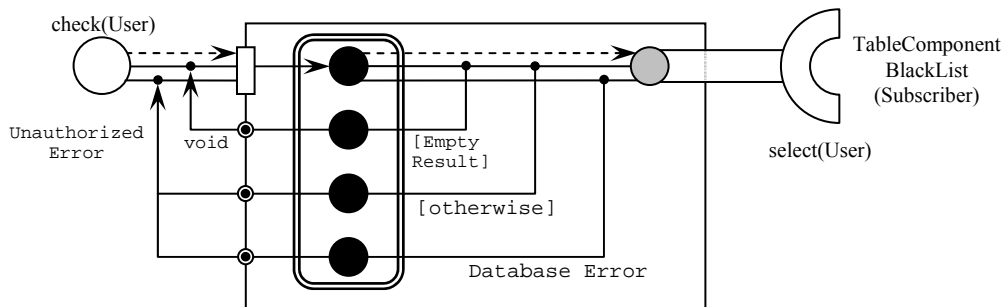 check(User)
TableComponent
BlackList
(Subscriber)
Unauthorized
Error
void
[Empty
Result]
select(User)
[otherwise]
Database Error